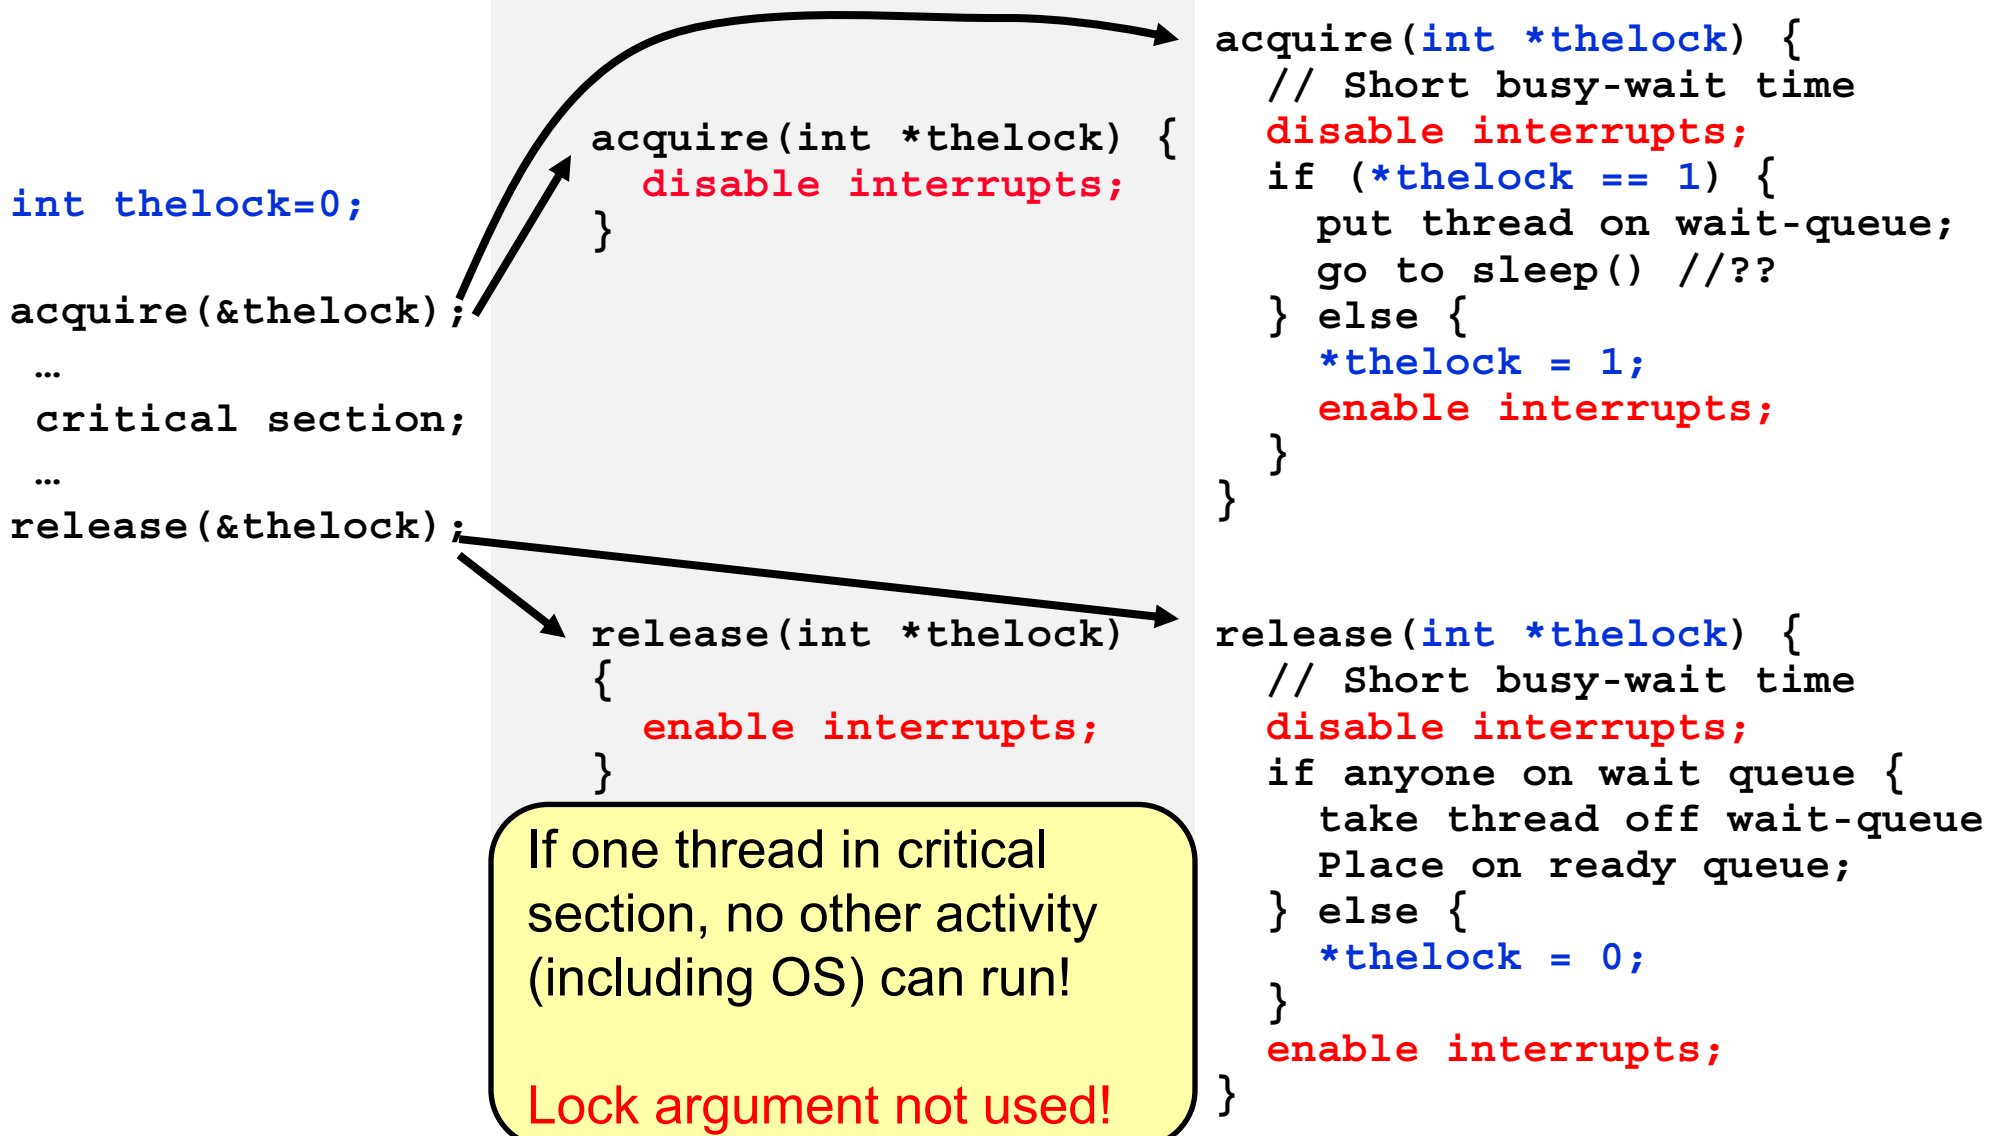 int thelock=0;
acquire(&thelock);
…
critical section;
…
release(&thelock);
acquire(int *thelock) {
disable interrupts;
}
release(int *thelock)
{
enable interrupts;
}
If one thread in critical
section, no other activity
(including OS) can run!
Lock argument not used!
acquire(int *thelock) {
// Short busy-wait time
disable interrupts;
if (*thelock == 1) {
put thread on wait-queue;
go to sleep() //??
} else {
*thelock = 1;
enable interrupts;
}
}
release(int *thelock) {
// Short busy-wait time
disable interrupts;
if anyone on wait queue {
take thread off wait-queue
Place on ready queue;
} else {
*thelock = 0;
}
enable interrupts;
}